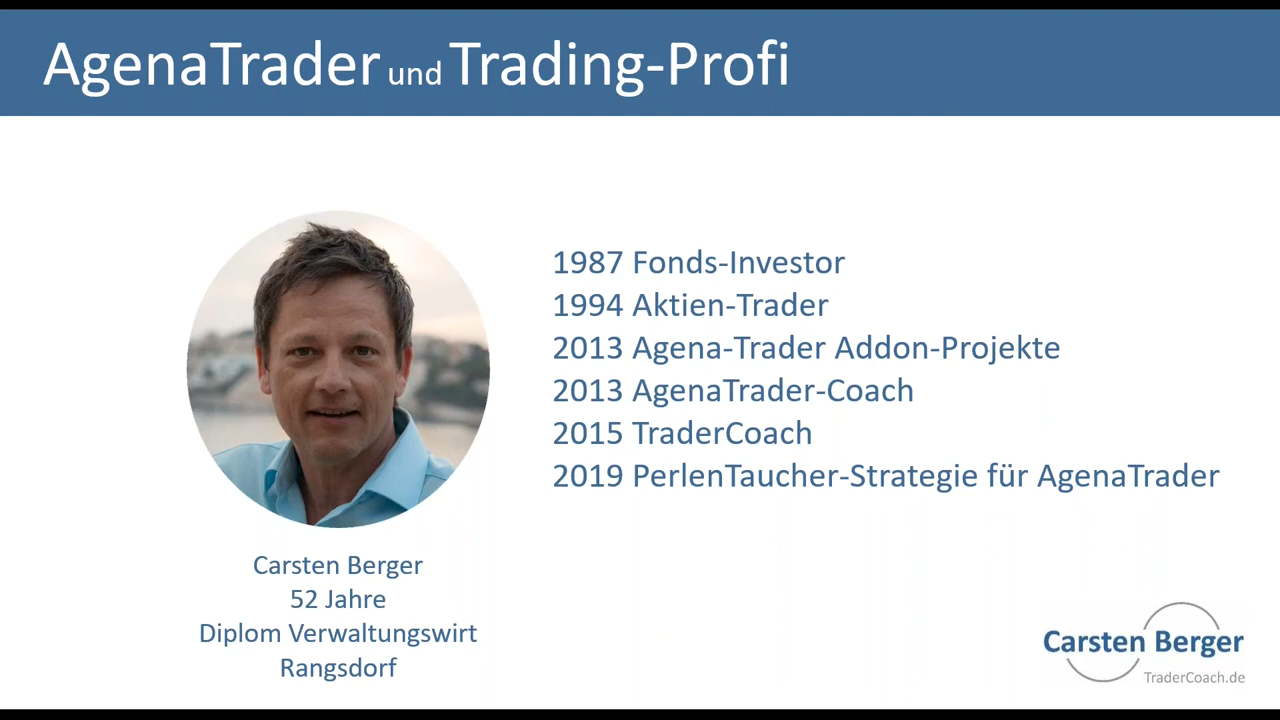 AgenaTrader und Trading-Profi
1987 Fonds-Investor
1994 Aktien-Trader
2013 Agena-Trader Addon-Projekte
2013 AgenaTrader-Coach
2015 TraderCoach
2019 PerlenTaucher-Strategie für AgenaTrader
Carsten Berger
52 Jahre
Diplom Verwaltungswirt
Rangsdorf
Carsten Berger
TraderCoach.de